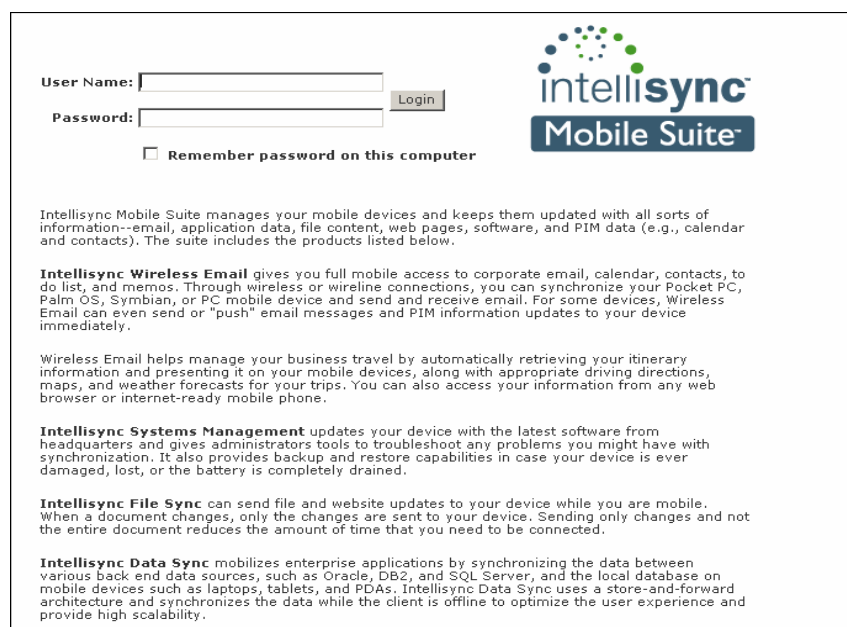 User Name:
Login
Password:
Remember password on this computer
intellisync™
Mobile Suite™
Intellisync Mobile Suite manages your mobile devices and keeps them updated with all sorts of
information--email, application data, file content, web pages, software, and PIM data (e.g., calendar
and contacts). The suite includes the products listed below.
Intellisync Wireless Email gives you full mobile access to corporate email, calendar, contacts, to
do list, and memos. Through wireless or wireline connections, you can synchronize your Pocket PC,
Palm OS, Symbian, or PC mobile device and send and receive email. For some devices, Wireless
Email can even send or "push" email messages and PIM information updates to your device
immediately.
Wireless Email helps manage your business travel by automatically retrieving your itinerary
information and presenting it on your mobile devices, along with appropriate driving directions,
maps, and weather forecasts for your trips. You can also access your information from any web
browser or internet-ready mobile phone.
Intellisync Systems Management updates your device with the latest software from
headquarters and gives administrators tools to troubleshoot any problems you might have with
synchronization. It also provides backup and restore capabilities in case your device is ever
damaged, lost, or the battery is completely drained.
Intellisync File Sync can send file and website updates to your device while you are mobile.
When a document changes, only the changes are sent to your device. Sending only changes and not
the entire document reduces the amount of time that you need to be connected.
Intellisync Data Sync mobilizes enterprise applications by synchronizing the data between
various back end data sources, such as Oracle, DB2, and SQL Server, and the local database on
mobile devices such as laptops, tablets, and PDAs. Intellisync Data Sync uses a store-and-forward
architecture and synchronizes the data while the client is offline to optimize the user experience and
provide high scalability.